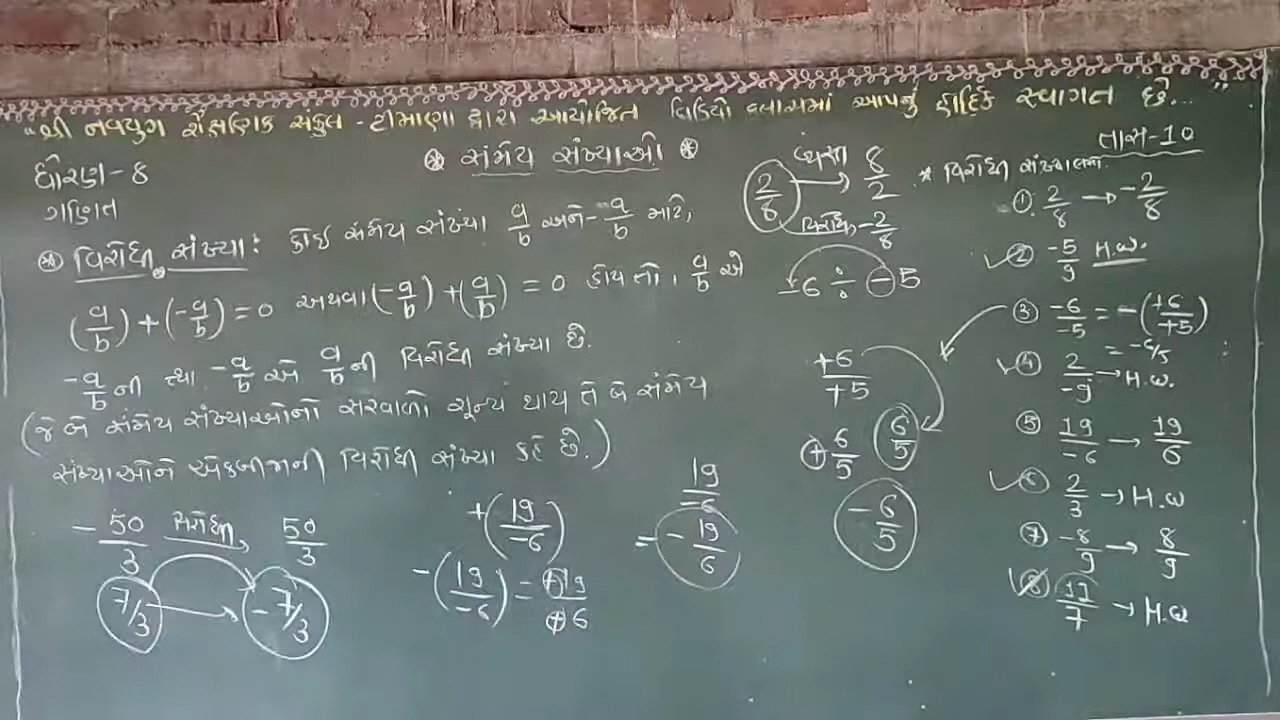 "શ્રી નવયુગ શૈક્ષણિક સંકુલ - ટીમાણા દ્વારા આયોજિત વિડિયો ક્લાસમાં આપનું હાર્દિક સ્વાગત છે..."
તાસ-10
ધોરણ-8
ગણિત
* સંમેય સંખ્યાઓ *
* વિરોધી સંખ્યા: કોઈ સંમેય સંખ્યા a/b અને -a/b માટે,
(a/b) + (-a/b) = 0 અથવા (-a/b) + (a/b) = 0 હોય તો, a/b એ
-a/b ની તથા -a/b એ a/b ની વિરોધી સંખ્યા છે.
(જે બે સંમેય સંખ્યાઓનો સરવાળો શૂન્ય થાય તે બે સંમેય
સંખ્યાઓને એકબીજાની વિરોધી સંખ્યા કહે છે.)
-50/3 વિરોધી → 50/3
7/3 → -7/3
+(19/-6)
-(19/-6) = +19/+6
19/-6
= -19/6
2/8 વ્યસ્ત → 8/2
વિરોધી -2/8
-6 ÷ -5
+6/+5
+6/5 6/5
-6/5
* વિરોધી સંખ્યા
① 2/8 → -2/8
② -5/9 H.W.
③ -6/-5 = -(+6/+5)
= -6/5
④ 2/-9 → H.W.
⑤ 19/-6 → 19/6
⑥ 2/3 → H.W
⑦ -8/9 → 8/9
⑧ 17/7 → H.W